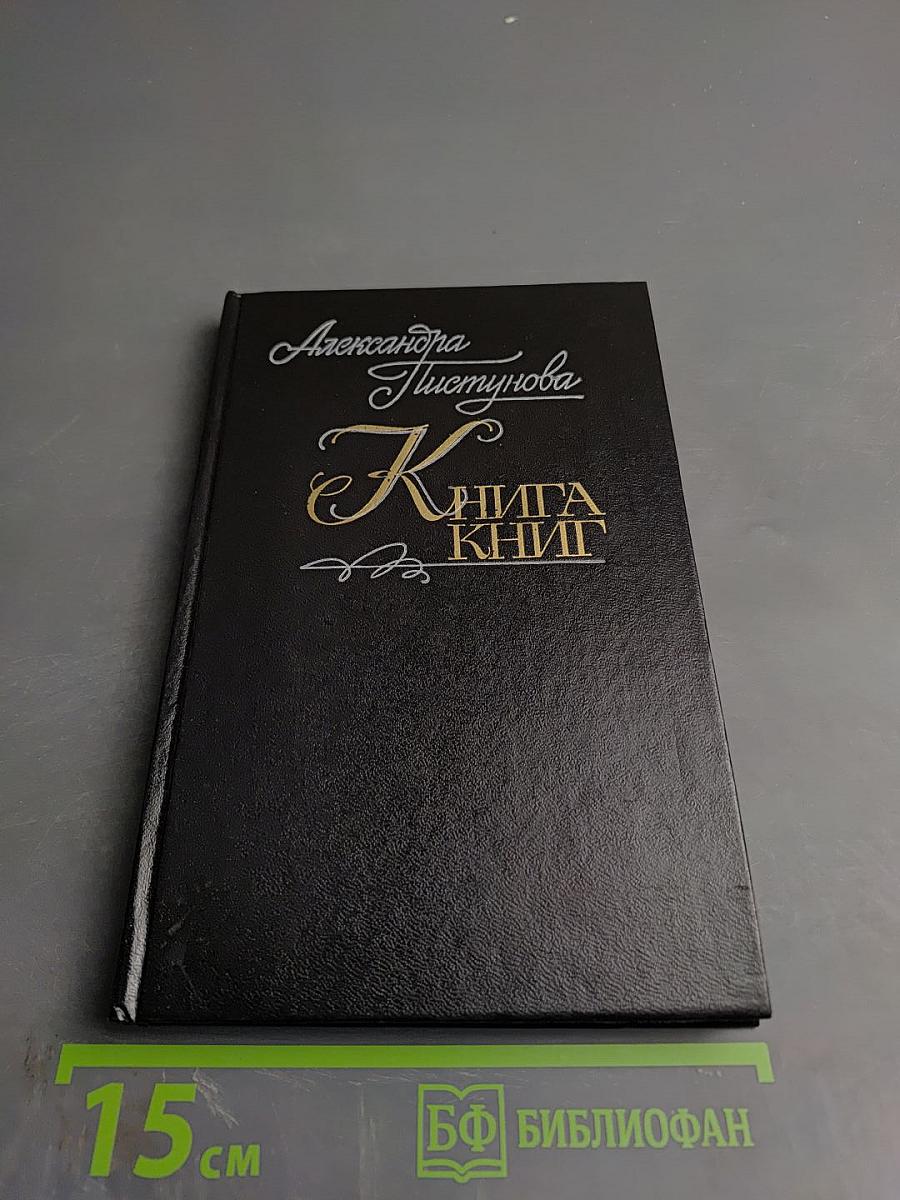 Александра
Пистунова
Книга
книг
15 см
БФ БИБЛИОФАН